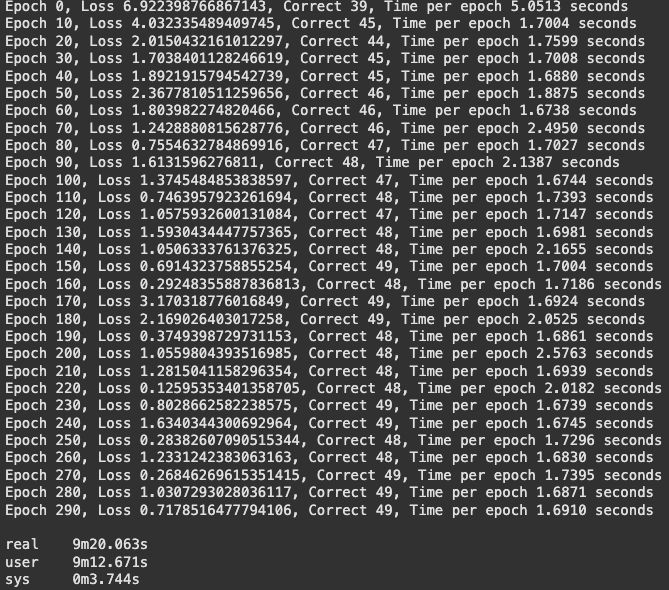 Epoch 0, Loss 6.922398766867143, Correct 39, Time per epoch 5.0513 seconds
Epoch 10, Loss 4.032335489409745, Correct 45, Time per epoch 1.7004 seconds
Epoch 20, Loss 2.0150432161012297, Correct 44, Time per epoch 1.7599 seconds
Epoch 30, Loss 1.7038401128246619, Correct 45, Time per epoch 1.7008 seconds
Epoch 40, Loss 1.8921915794542739, Correct 45, Time per epoch 1.6880 seconds
Epoch 50, Loss 2.3677810511259656, Correct 46, Time per epoch 1.8875 seconds
Epoch 60, Loss 1.803982274820466, Correct 46, Time per epoch 1.6738 seconds
Epoch 70, Loss 1.2428880815628776, Correct 46, Time per epoch 2.4950 seconds
Epoch 80, Loss 0.7554632784869916, Correct 47, Time per epoch 1.7027 seconds
Epoch 90, Loss 1.6131596276811, Correct 48, Time per epoch 2.1387 seconds
Epoch 100, Loss 1.3745484853838597, Correct 47, Time per epoch 1.6744 seconds
Epoch 110, Loss 0.7463957923261694, Correct 48, Time per epoch 1.7393 seconds
Epoch 120, Loss 1.0575932600131084, Correct 47, Time per epoch 1.7147 seconds
Epoch 130, Loss 1.5930434447757365, Correct 48, Time per epoch 1.6981 seconds
Epoch 140, Loss 1.0506333761376325, Correct 48, Time per epoch 2.1655 seconds
Epoch 150, Loss 0.6914323758855254, Correct 49, Time per epoch 1.7004 seconds
Epoch 160, Loss 0.29248355887836813, Correct 48, Time per epoch 1.7186 seconds
Epoch 170, Loss 3.170318776016849, Correct 49, Time per epoch 1.6924 seconds
Epoch 180, Loss 2.169026403017258, Correct 49, Time per epoch 2.0525 seconds
Epoch 190, Loss 0.3749398729731153, Correct 48, Time per epoch 1.6861 seconds
Epoch 200, Loss 1.0559804393516985, Correct 48, Time per epoch 2.5763 seconds
Epoch 210, Loss 1.2815041158296354, Correct 48, Time per epoch 1.6939 seconds
Epoch 220, Loss 0.12595353401358705, Correct 48, Time per epoch 2.0182 seconds
Epoch 230, Loss 0.8028662582238575, Correct 49, Time per epoch 1.6739 seconds
Epoch 240, Loss 1.6340344300692964, Correct 49, Time per epoch 1.6745 seconds
Epoch 250, Loss 0.28382607090515344, Correct 48, Time per epoch 1.7296 seconds
Epoch 260, Loss 1.2331242383063163, Correct 48, Time per epoch 1.6830 seconds
Epoch 270, Loss 0.26846269615351415, Correct 49, Time per epoch 1.7395 seconds
Epoch 280, Loss 1.0307293028036117, Correct 49, Time per epoch 1.6871 seconds
Epoch 290, Loss 0.7178516477794106, Correct 49, Time per epoch 1.6910 seconds
real 9m20.063s
user 9m12.671s
sys 0m3.744s